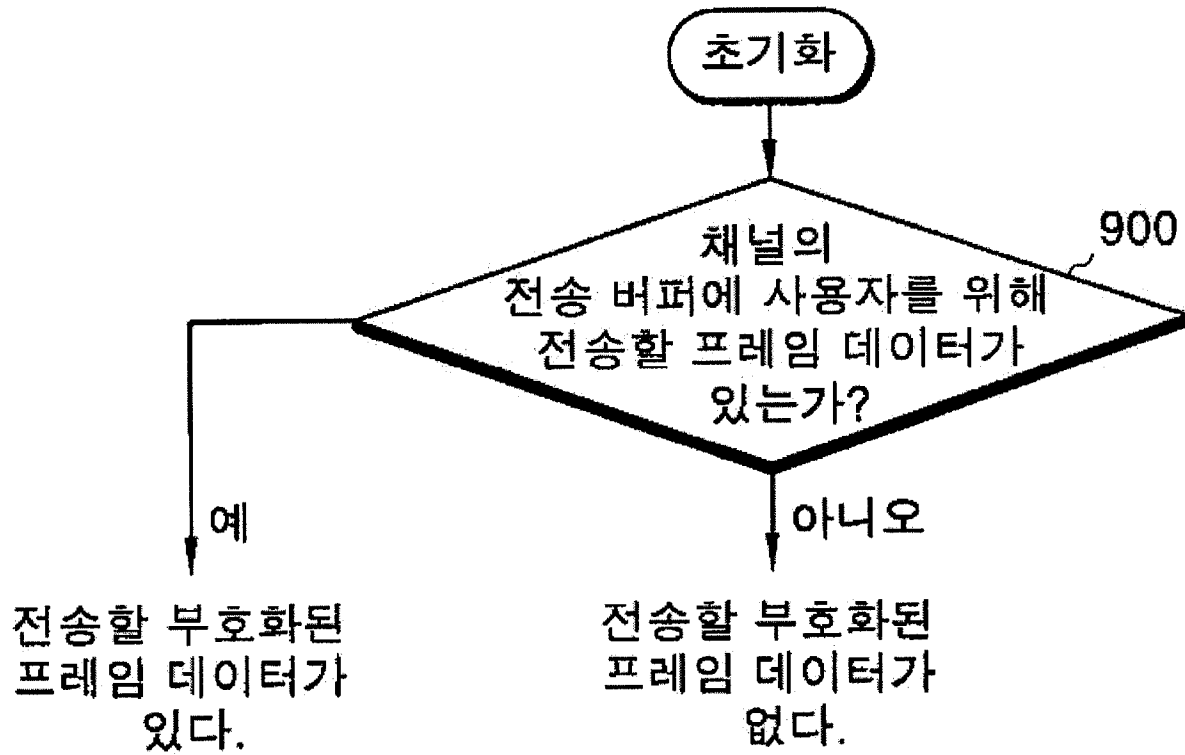 초기화
900
채널의
전송 버퍼에 사용자를 위해
전송할 프레임 데이터가
있는가?
예
아니오
전송할 부호화된
프레임 데이터가
있다.
전송할 부호화된
프레임 데이터가
없다.